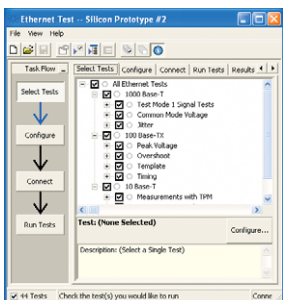 Ethernet Test -- Silicon Prototype #2
File View Help
Task Flow
Select Tests
Configure
Connect
Run Tests
Select Tests Configure Connect Run Tests Results
All Ethernet Tests
1000 Base-T
Test Mode 1 Signal Tests
Common Mode Voltage
Jitter
100 Base-TX
Peak Voltage
Overshoot
Template
Timing
10 Base-T
Measurements with TPM
Test: (None Selected)
Configure...
Description: (Select a Single Test)
44 Tests Check the test(s) you would like to run Conne